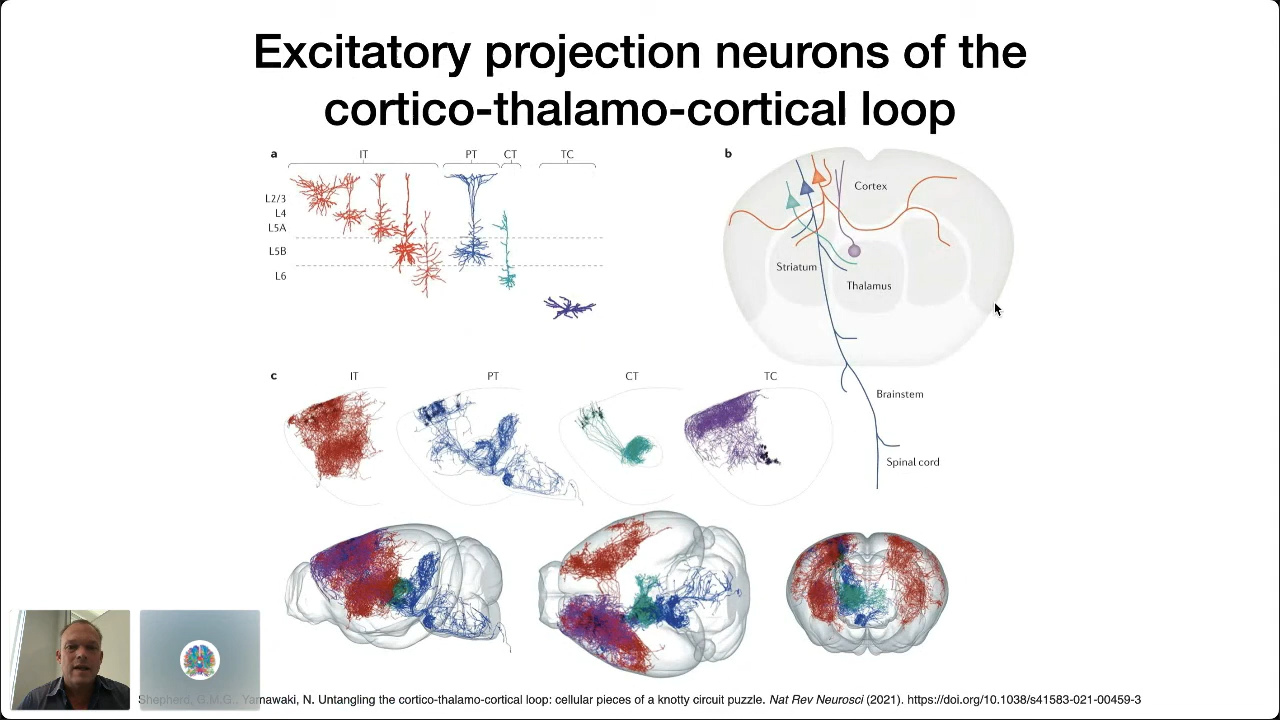 Excitatory projection neurons of the
cortico-thalamo-cortical loop
a
IT
PT
CT
TC
L2/3
L4
L5A
L5B
L6
b
Cortex
Striatum
Thalamus
Brainstem
Spinal cord
c
IT
PT
CT
TC
Shepherd, G.M.G., Yamawaki, N. Untangling the cortico-thalamo-cortical loop: cellular pieces of a knotty circuit puzzle. Nat Rev Neurosci (2021). https://doi.org/10.1038/s41583-021-00459-3